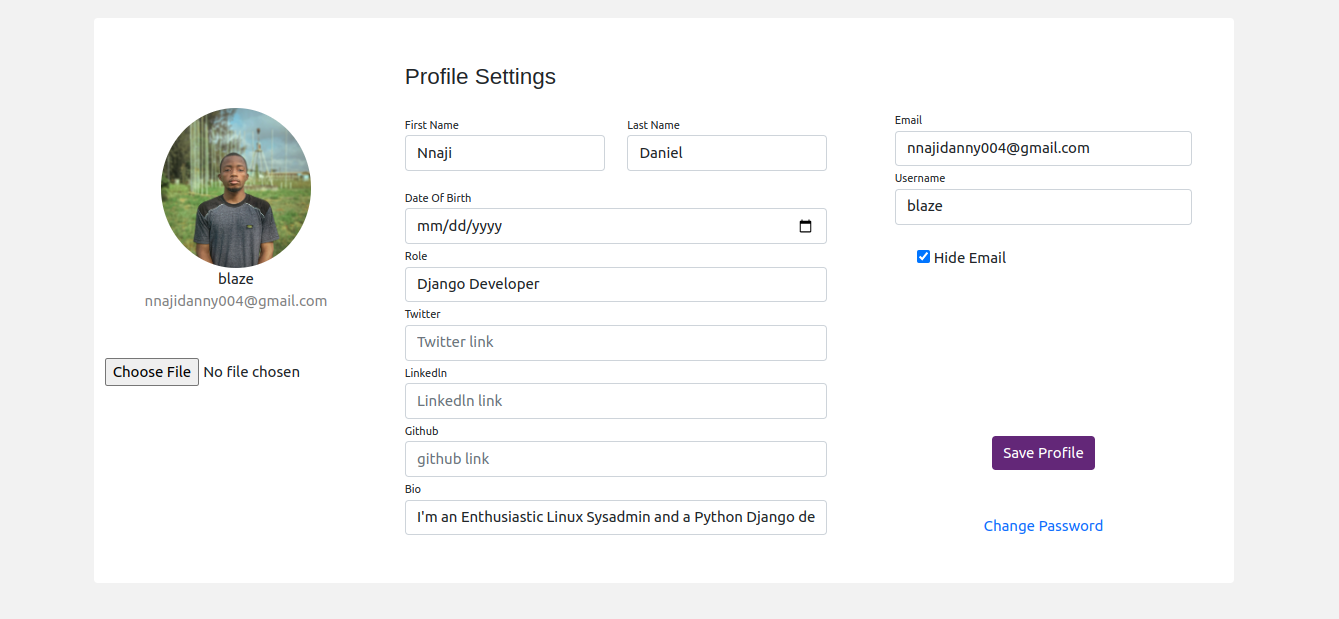 Profile Settings
blaze
nnajidanny004@gmail.com
Choose File No file chosen
First Name
Nnaji
Last Name
Daniel
Date Of Birth
mm/dd/yyyy
Role
Django Developer
Twitter
Twitter link
LinkedIn
LinkedIn link
Github
github link
Bio
I'm an Enthusiastic Linux Sysadmin and a Python Django de
Email
nnajidanny004@gmail.com
Username
blaze
Hide Email
Save Profile
Change Password